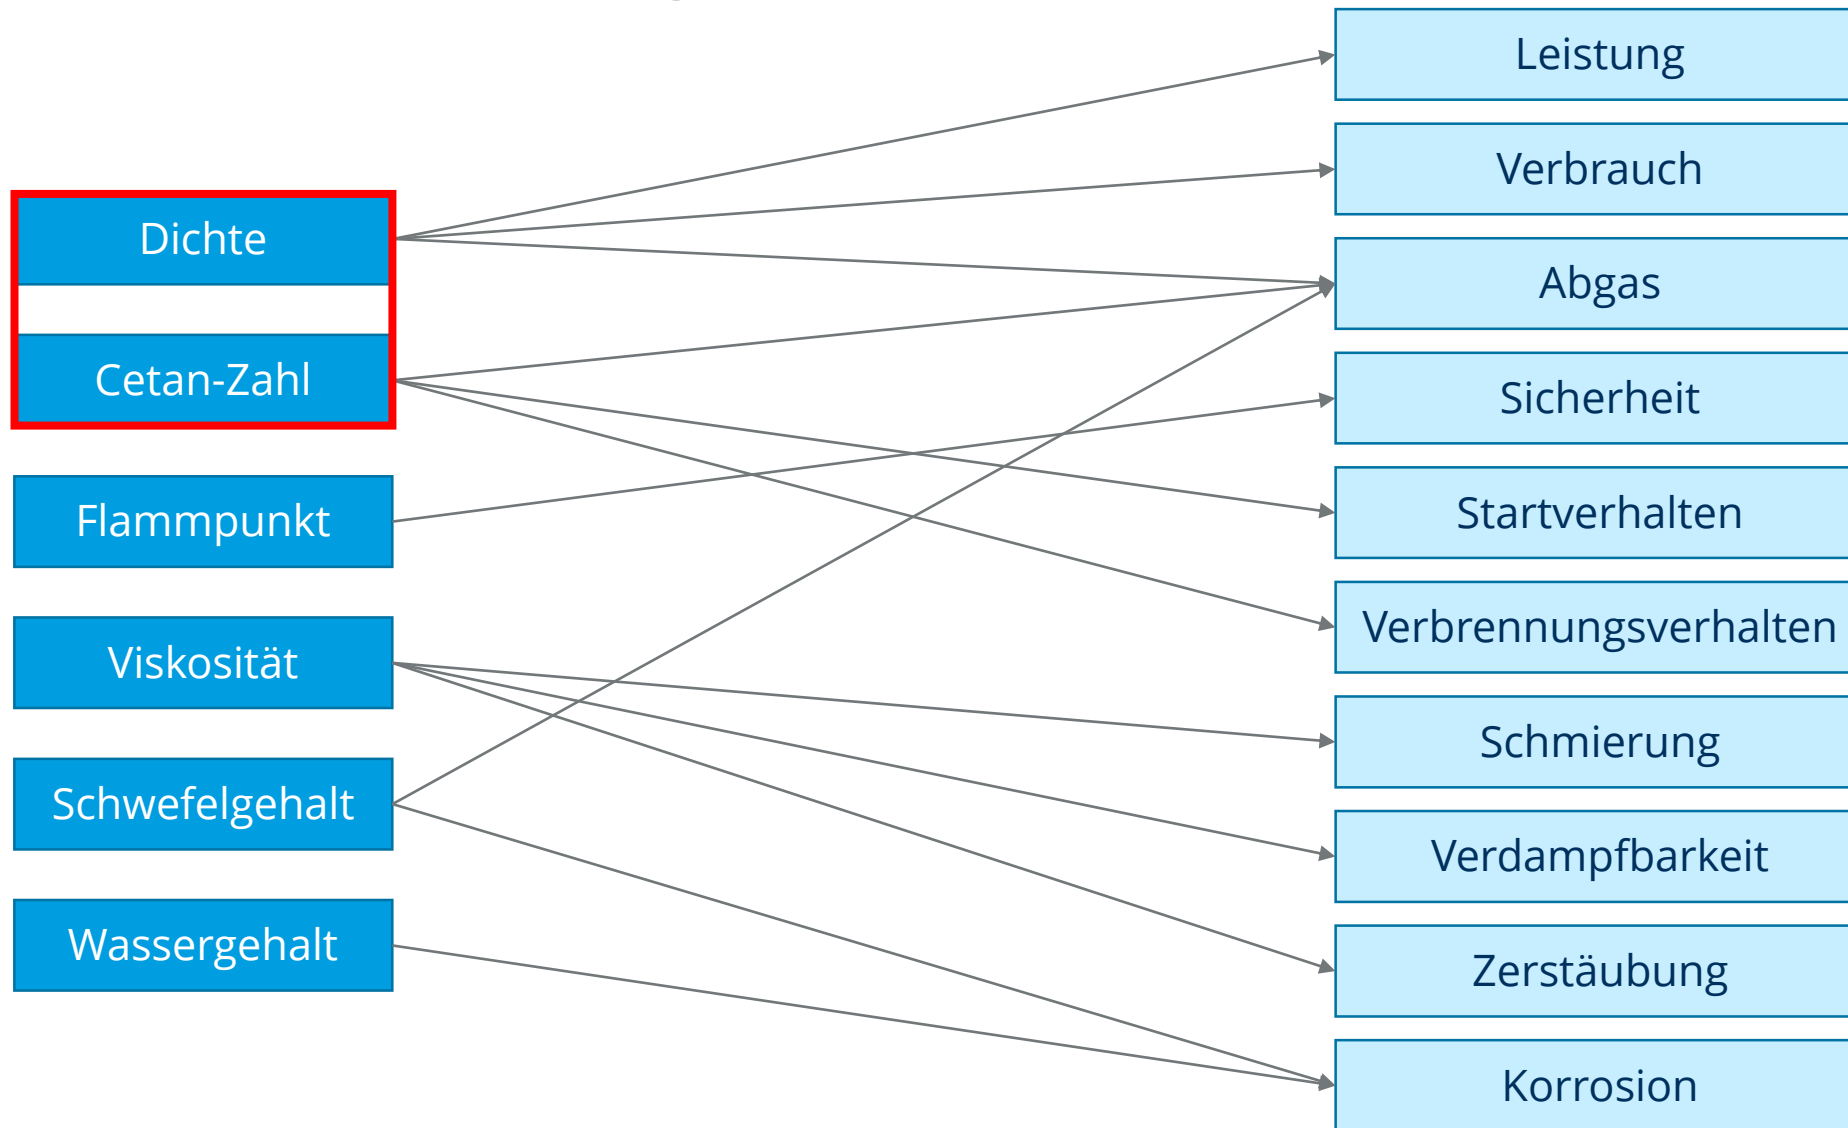 Leistung
Verbrauch
Dichte
Abgas
Cetan-Zahl
Sicherheit
Flammpunkt
Startverhalten
Verbrennungsverhalten
Viskosität
Schmierung
Schwefelgehalt
Verdampfbarkeit
Wassergehalt
Zerstäubung
Korrosion